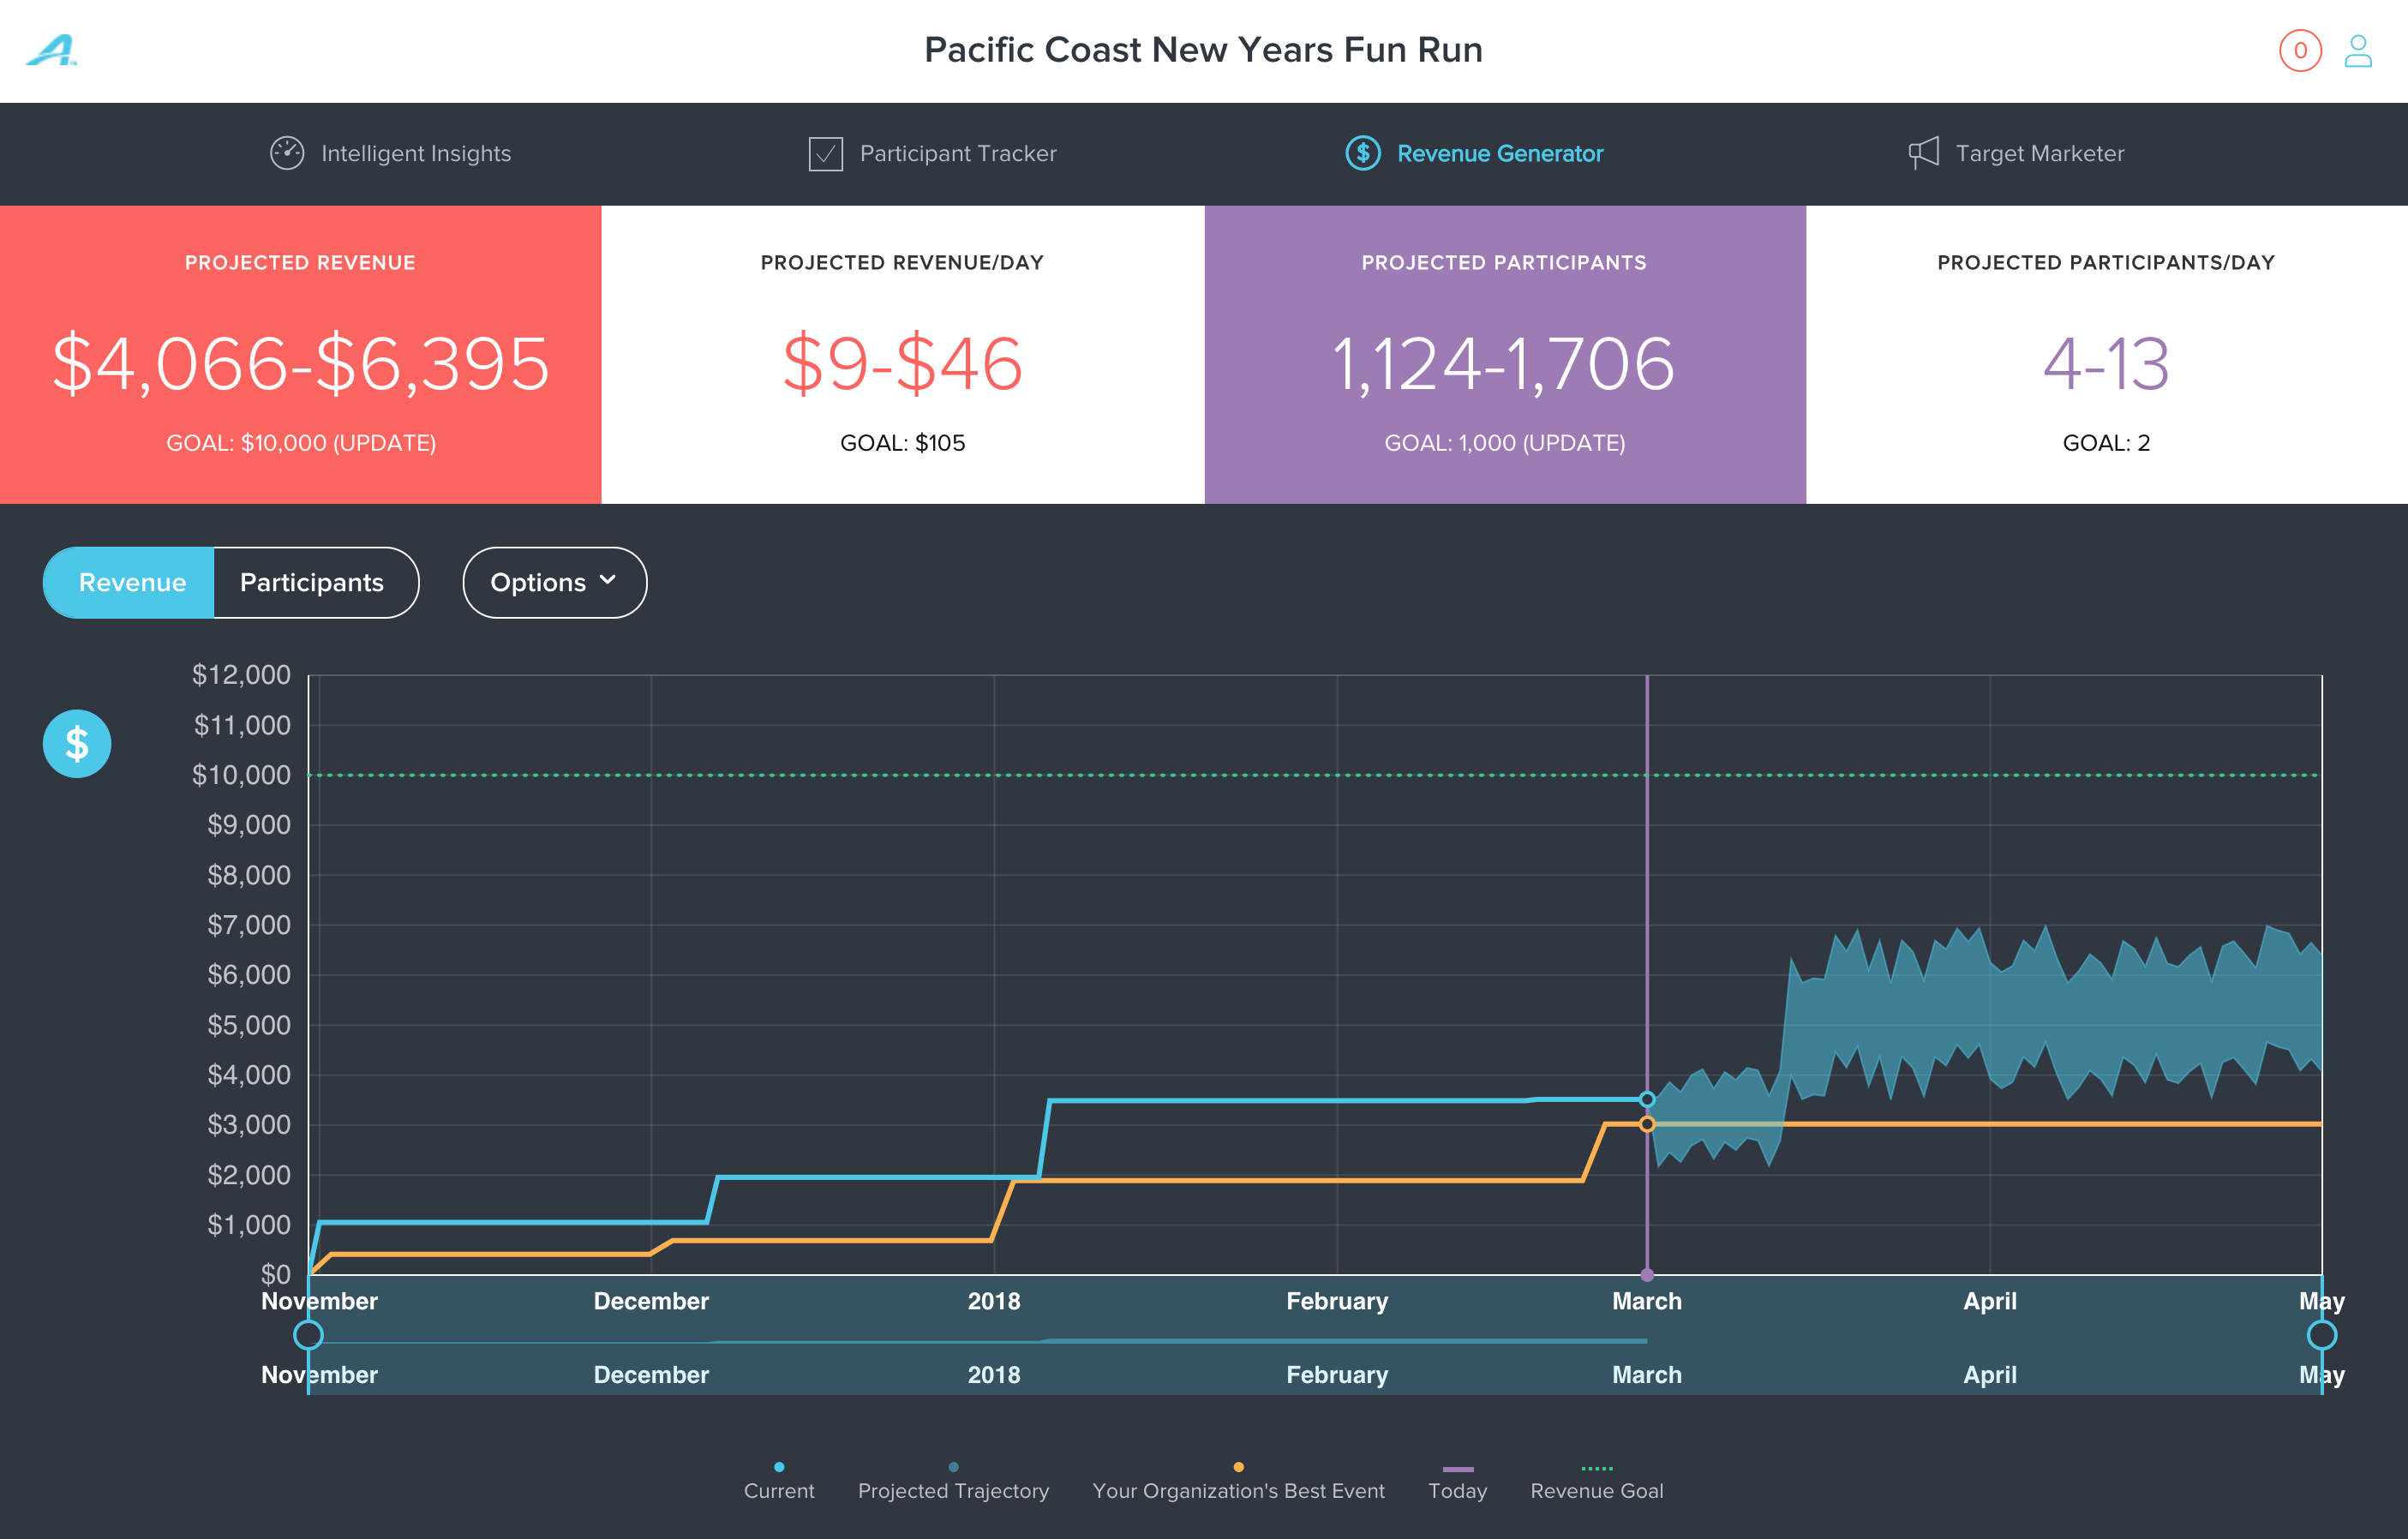 Pacific Coast New Years Fun Run
0
Intelligent Insights
Participant Tracker
$ Revenue Generator
Target Marketer
PROJECTED REVENUE
$4,066-$6,395
GOAL: $10,000 (UPDATE)
PROJECTED REVENUE/DAY
$9-$46
GOAL: $105
PROJECTED PARTICIPANTS
1,124-1,706
GOAL: 1,000 (UPDATE)
PROJECTED PARTICIPANTS/DAY
4-13
GOAL: 2
Revenue
Participants
Options
$
$12,000
$11,000
$10,000
$9,000
$8,000
$7,000
$6,000
$5,000
$4,000
$3,000
$2,000
$1,000
$0
November December 2018 February March April May
November December 2018 February March April May
Current
Projected Trajectory
Your Organization's Best Event
Today
Revenue Goal